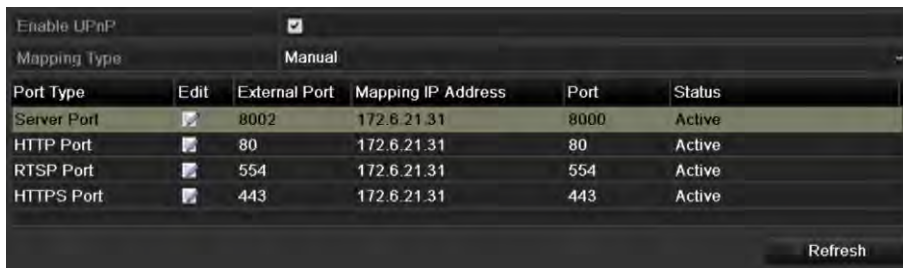 Enable UPnP
Mapping Type Manual
Port Type Edit External Port Mapping IP Address Port Status
Server Port 8002 172.6.21.31 8000 Active
HTTP Port 80 172.6.21.31 80 Active
RTSP Port 554 172.6.21.31 554 Active
HTTPS Port 443 172.6.21.31 443 Active
Refresh